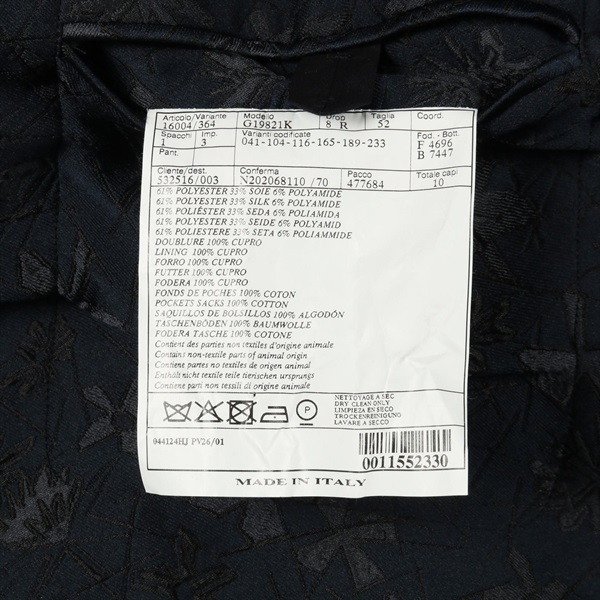 Articolo/Variante Modello Drop Taglia Coord.
16004/364 G19821K 8 R 52
Spacchi Imp. Varianti codificate Fod. - Bott.
1 3 041-104-116-165-189-233 F 4696
Pant. B 7447
Cliente/dest. Conferma Pacco Totale capi
532516/003 N202068110 /70 477684 10
61% POLYESTER 33% SOIE 6% POLYAMIDE
61% POLYESTER 33% SILK 6% POLYAMIDE
61% POLIÉSTER 33% SEDA 6% POLIAMIDA
61% POLYESTER 33% SEIDE 6% POLYAMID
61% POLIESTERE 33% SETA 6% POLIAMMIDE
DOUBLURE 100% CUPRO
LINING 100% CUPRO
FORRO 100% CUPRO
FUTTER 100% CUPRO
FODERA 100% CUPRO
FONDS DE POCHES 100% COTON
POCKETS SACKS 100% COTTON
SAQUILLOS DE BOLSILLOS 100% ALGODÓN
TASCHENBÖDEN 100% BAUMWOLLE
FODERA TASCHE 100% COTONE
Contient des parties non textiles d'origine animale
Contains non-textile parts of animal origin
Contiene partes no textiles de origen animal
Enthält nicht textile teile tierischen ursprungs
Contiene parti non tessili di origine animale
NETTOYAGE A SEC
DRY CLEAN ONLY
LIMPIEZA EN SECO
TROCKENREINIGUNG
LAVARE A SECCO
P
044124HJ PV26/01
0011552330
MADE IN ITALY